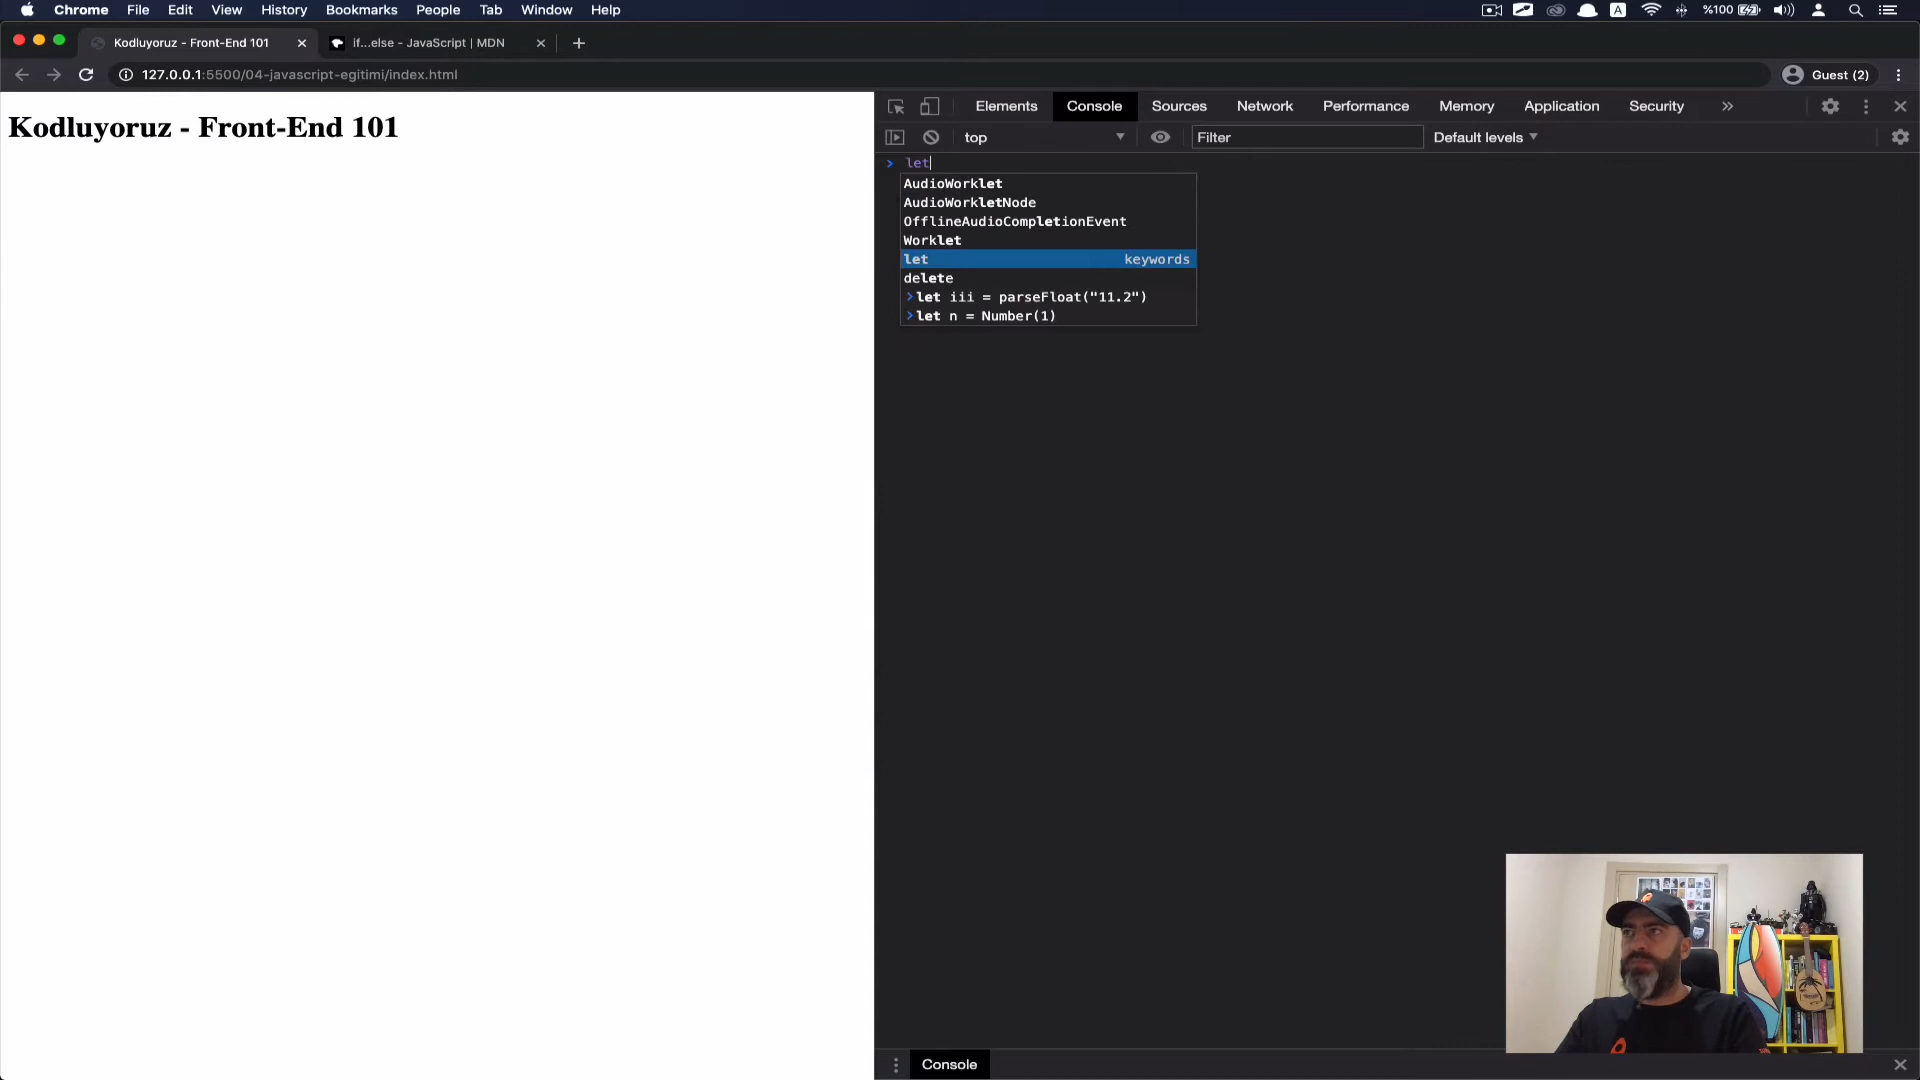 Chrome File Edit View History Bookmarks People Tab Window Help
A %100
Kodluyoruz - Front-End 101
if...else - JavaScript | MDN
127.0.0.1:5500/04-javascript-egitimi/index.html
Guest (2)
Kodluyoruz - Front-End 101
Elements Console Sources Network Performance Memory Application Security
top Filter Default levels
> let
AudioWorklet
AudioWorkletNode
OfflineAudioCompletionEvent
Worklet
let keywords
delete
>let iii = parseFloat("11.2")
>let n = Number(1)
Console